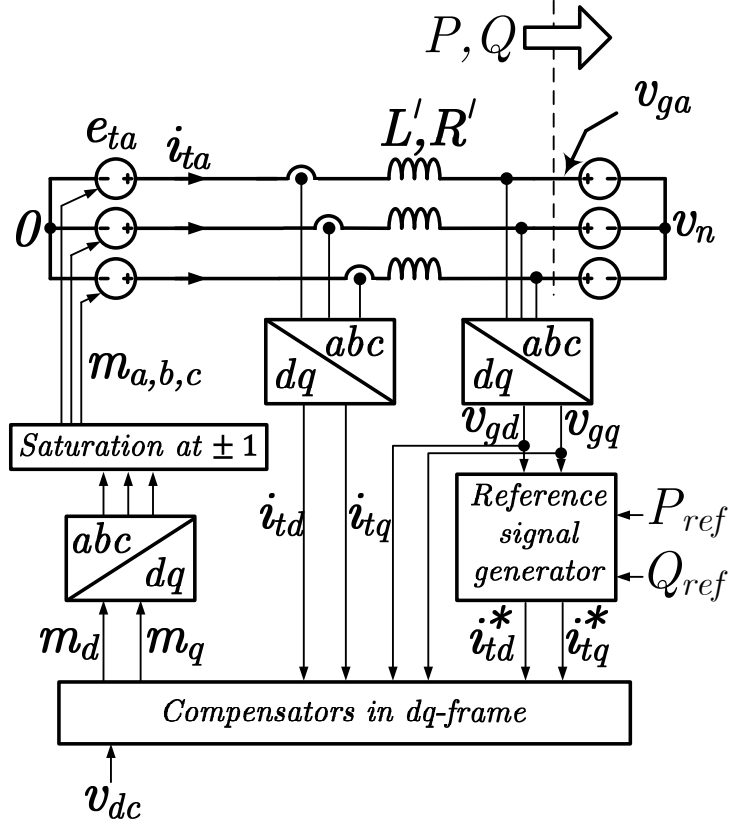 P, Q
v_ga
e_ta
i_ta
L', R'
0
v_n
- +
+ -
- +
+ -
- +
+ -
abc
dq
abc
dq
m_a,b,c
v_gd
v_gq
Saturation at ± 1
i_td
i_tq
Reference
signal
generator
P_ref
Q_ref
abc
dq
m_d
m_q
i*_td
i*_tq
Compensators in dq-frame
v_dc